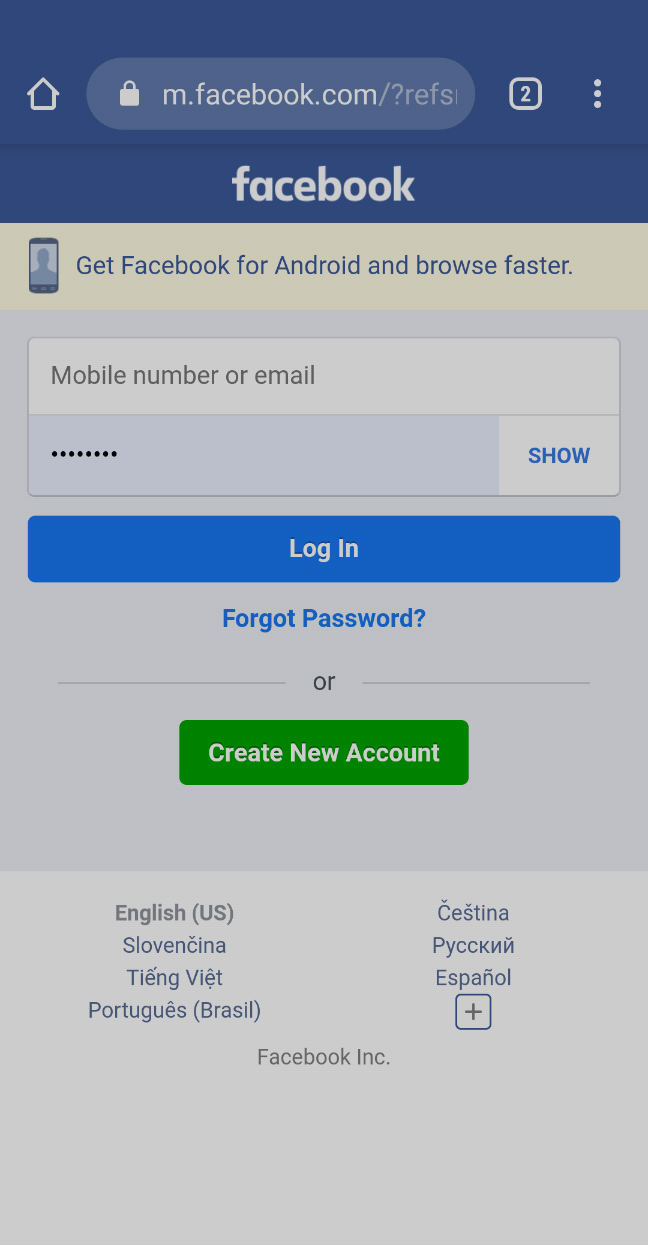 m.facebook.com/?refs
2
facebook
Get Facebook for Android and browse faster.
Mobile number or email
••••••••
SHOW
Log In
Forgot Password?
or
Create New Account
English (US)
Čeština
Slovenčina
Русский
Tiếng Việt
Español
Português (Brasil)
+
Facebook Inc.